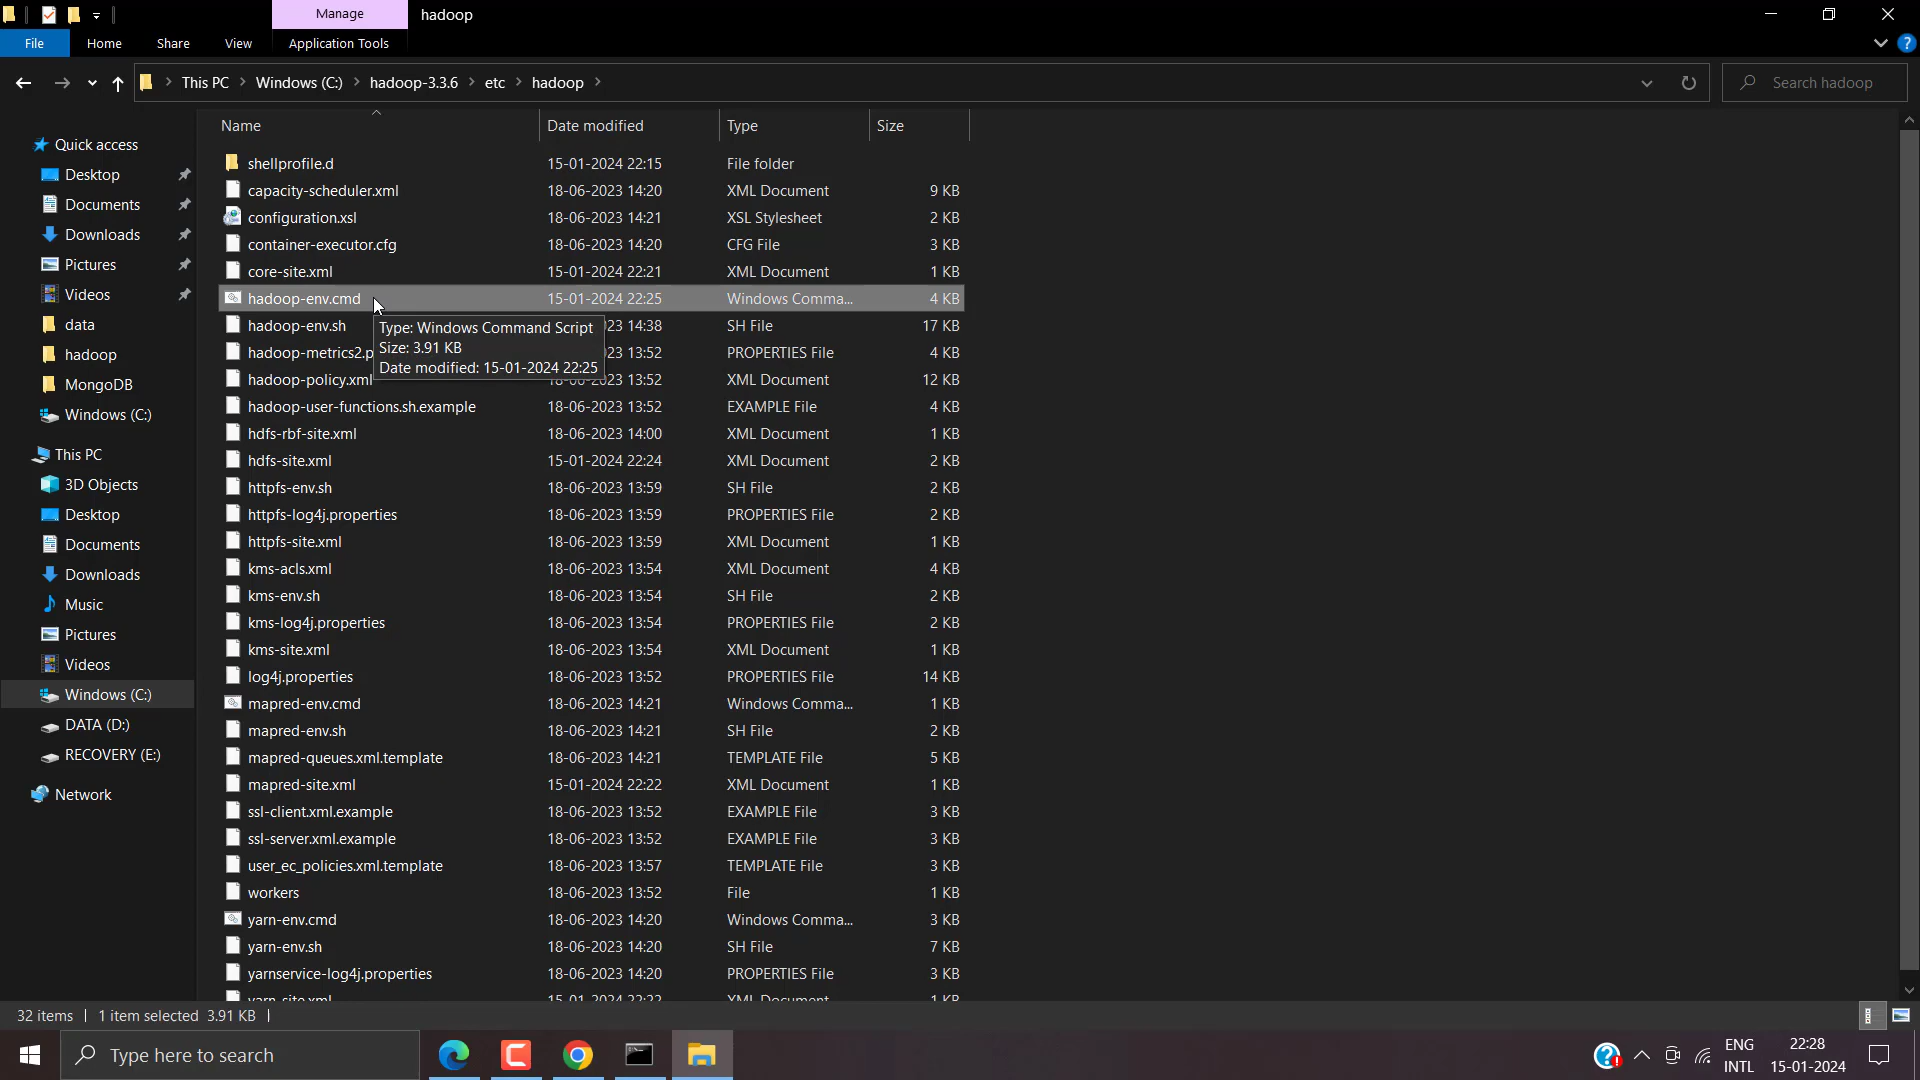 Manage
hadoop
File
Home
Share
View
Application Tools
This PC
Windows (C:)
hadoop-3.3.6
etc
hadoop
Search hadoop
Name
Date modified
Type
Size
Quick access
Desktop
Documents
Downloads
Pictures
Videos
data
hadoop
MongoDB
Windows (C:)
This PC
3D Objects
Desktop
Documents
Downloads
Music
Pictures
Videos
Windows (C:)
DATA (D:)
RECOVERY (E:)
Network
shellprofile.d 15-01-2024 22:15 File folder
capacity-scheduler.xml 18-06-2023 14:20 XML Document 9 KB
configuration.xsl 18-06-2023 14:21 XSL Stylesheet 2 KB
container-executor.cfg 18-06-2023 14:20 CFG File 3 KB
core-site.xml 15-01-2024 22:21 XML Document 1 KB
hadoop-env.cmd 15-01-2024 22:25 Windows Comma... 4 KB
hadoop-env.sh 23 14:38 SH File 17 KB
hadoop-metrics2.p 23 13:52 PROPERTIES File 4 KB
hadoop-policy.xml 18-06-2023 13:52 XML Document 12 KB
Type: Windows Command Script
Size: 3.91 KB
Date modified: 15-01-2024 22:25
hadoop-user-functions.sh.example 18-06-2023 13:52 EXAMPLE File 4 KB
hdfs-rbf-site.xml 18-06-2023 14:00 XML Document 1 KB
hdfs-site.xml 15-01-2024 22:24 XML Document 2 KB
httpfs-env.sh 18-06-2023 13:59 SH File 2 KB
httpfs-log4j.properties 18-06-2023 13:59 PROPERTIES File 2 KB
httpfs-site.xml 18-06-2023 13:59 XML Document 1 KB
kms-acls.xml 18-06-2023 13:54 XML Document 4 KB
kms-env.sh 18-06-2023 13:54 SH File 2 KB
kms-log4j.properties 18-06-2023 13:54 PROPERTIES File 2 KB
kms-site.xml 18-06-2023 13:54 XML Document 1 KB
log4j.properties 18-06-2023 13:52 PROPERTIES File 14 KB
mapred-env.cmd 18-06-2023 14:21 Windows Comma... 1 KB
mapred-env.sh 18-06-2023 14:21 SH File 2 KB
mapred-queues.xml.template 18-06-2023 14:21 TEMPLATE File 5 KB
mapred-site.xml 15-01-2024 22:22 XML Document 1 KB
ssl-client.xml.example 18-06-2023 13:52 EXAMPLE File 3 KB
ssl-server.xml.example 18-06-2023 13:52 EXAMPLE File 3 KB
user_ec_policies.xml.template 18-06-2023 13:57 TEMPLATE File 3 KB
workers 18-06-2023 13:52 File 1 KB
yarn-env.cmd 18-06-2023 14:20 Windows Comma... 3 KB
yarn-env.sh 18-06-2023 14:20 SH File 7 KB
yarnservice-log4j.properties 18-06-2023 14:20 PROPERTIES File 3 KB
yarn-site.xml 15-01-2024 22:22 XML Document 1 KB
32 items
1 item selected 3.91 KB
Type here to search
ENG
INTL
22:28
15-01-2024